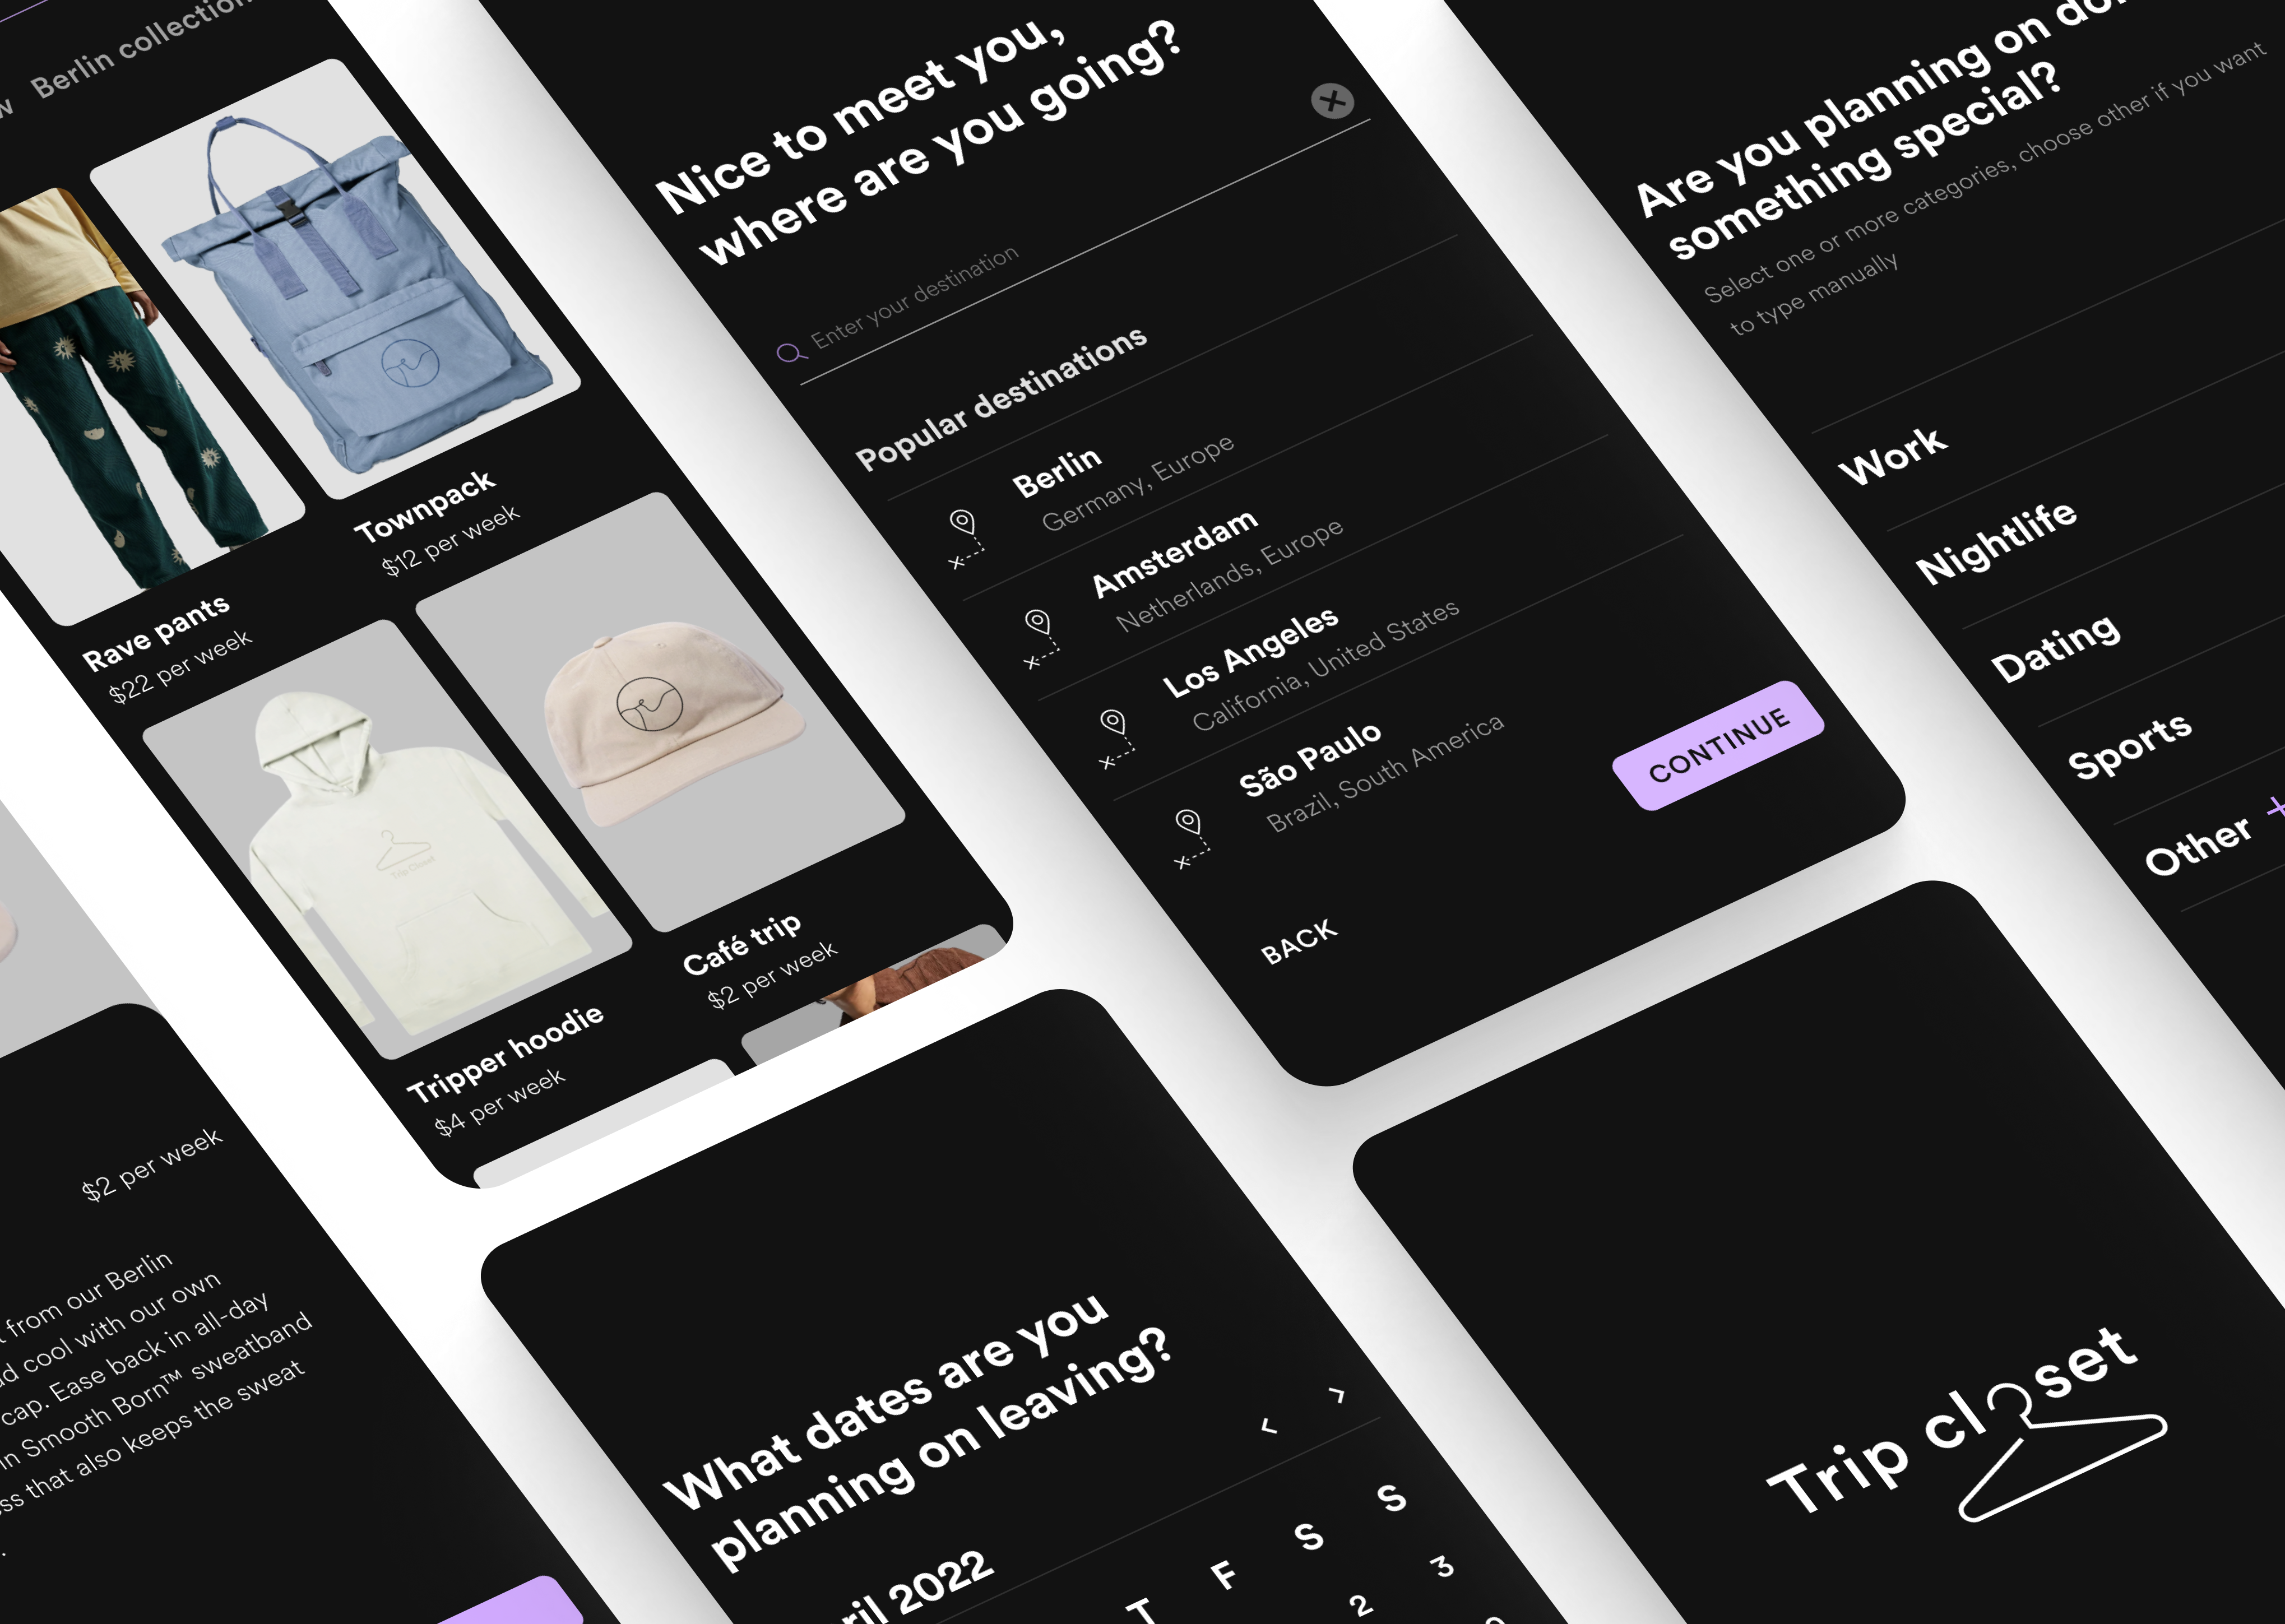 Berlin collection
Townpack
$12 per week
Rave pants
$22 per week
Trip Closet
Café trip
$2 per week
Tripper hoodie
$4 per week
$2 per week
from our Berlin
cool with our own
cap. Ease back in all-day
in Smooth Born™ sweatband
that also keeps the sweat
Nice to meet you,
where are you going?
Enter your destination
Popular destinations
Berlin
Germany, Europe
Amsterdam
Netherlands, Europe
Los Angeles
California, United States
São Paulo
Brazil, South America
CONTINUE
BACK
What dates are you
planning on leaving?
2022
T F S S
2 3
Are you planning on
something special?
Select one or more categories, choose other if you want
to type manually
Work
Nightlife
Dating
Sports
Other +
Trip closet